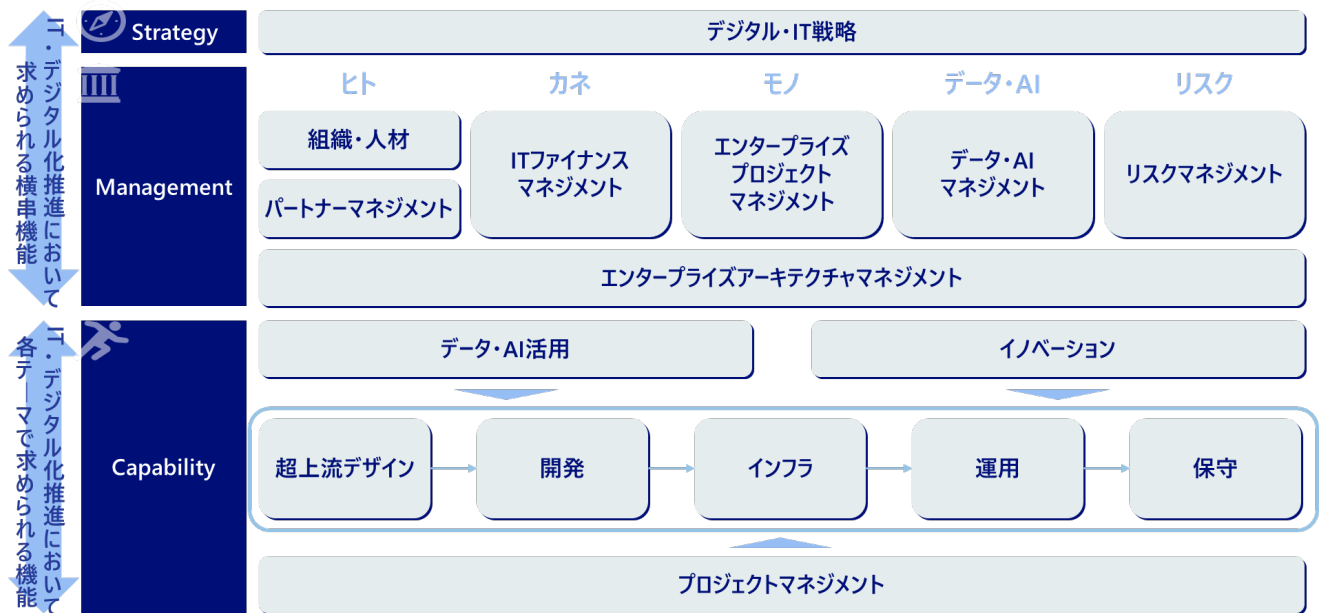 IT・デジタル化推進において
求められる横串機能
Strategy
デジタル・IT戦略
Management
ヒト
カネ
モノ
データ・AI
リスク
組織・人材
パートナーマネジメント
ITファイナンス
マネジメント
エンタープライズ
プロジェクト
マネジメント
データ・AI
マネジメント
リスクマネジメント
エンタープライズアーキテクチャマネジメント
IT・デジタル化推進において
各テーマで求められる機能
Capability
データ・AI活用
イノベーション
超上流デザイン
開発
インフラ
運用
保守
プロジェクトマネジメント